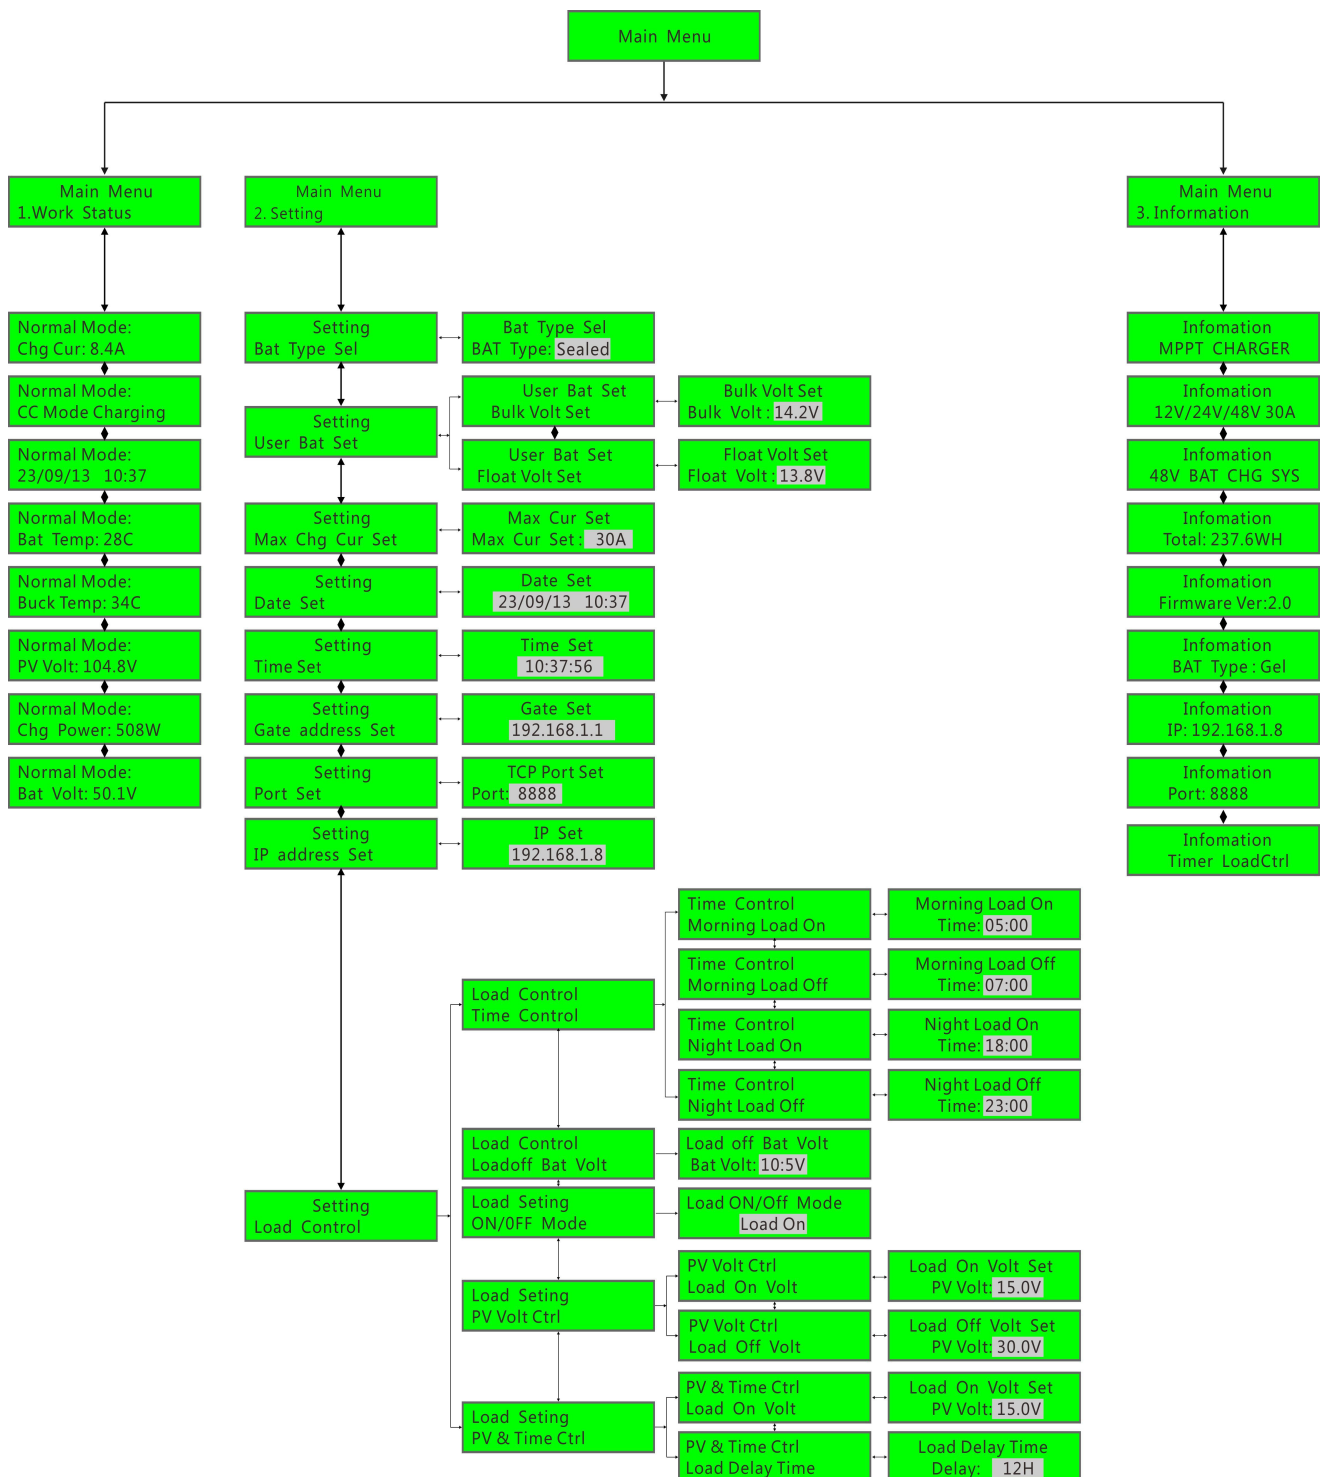 Main Menu
Main Menu
1.Work Status
Main Menu
2. Setting
Main Menu
3. Information
Normal Mode:
Chg Cur: 8.4A
Normal Mode:
CC Mode Charging
Normal Mode:
23/09/13 10:37
Normal Mode:
Bat Temp: 28C
Normal Mode:
Buck Temp: 34C
Normal Mode:
PV Volt: 104.8V
Normal Mode:
Chg Power: 508W
Normal Mode:
Bat Volt: 50.1V
Setting
Bat Type Sel
Bat Type Sel
BAT Type: Sealed
Setting
User Bat Set
User Bat Set
Bulk Volt Set
Bulk Volt Set
Bulk Volt : 14.2V
User Bat Set
Float Volt Set
Float Volt Set
Float Volt : 13.8V
Setting
Max Chg Cur Set
Max Cur Set
Max Cur Set : 30A
Setting
Date Set
Date Set
23/09/13 10:37
Setting
Time Set
Time Set
10:37:56
Setting
Gate address Set
Gate Set
192.168.1.1
Setting
Port Set
TCP Port Set
Port: 8888
Setting
IP address Set
IP Set
192.168.1.8
Setting
Load Control
Load Control
Time Control
Time Control
Morning Load On
Morning Load On
Time: 05:00
Time Control
Morning Load Off
Morning Load Off
Time: 07:00
Time Control
Night Load On
Night Load On
Time: 18:00
Time Control
Night Load Off
Night Load Off
Time: 23:00
Load Control
Loadoff Bat Volt
Load off Bat Volt
Bat Volt: 10:5V
Load Seting
ON/0FF Mode
Load ON/Off Mode
Load On
Load Seting
PV Volt Ctrl
PV Volt Ctrl
Load On Volt
Load On Volt Set
PV Volt: 15.0V
PV Volt Ctrl
Load Off Volt
Load Off Volt Set
PV Volt: 30.0V
Load Seting
PV & Time Ctrl
PV & Time Ctrl
Load On Volt
Load On Volt Set
PV Volt: 15.0V
PV & Time Ctrl
Load Delay Time
Load Delay Time
Delay: 12H
Infomation
MPPT CHARGER
Infomation
12V/24V/48V 30A
Infomation
48V BAT CHG SYS
Infomation
Total: 237.6WH
Infomation
Firmware Ver:2.0
Infomation
BAT Type : Gel
Infomation
IP: 192.168.1.8
Infomation
Port: 8888
Infomation
Timer LoadCtrl